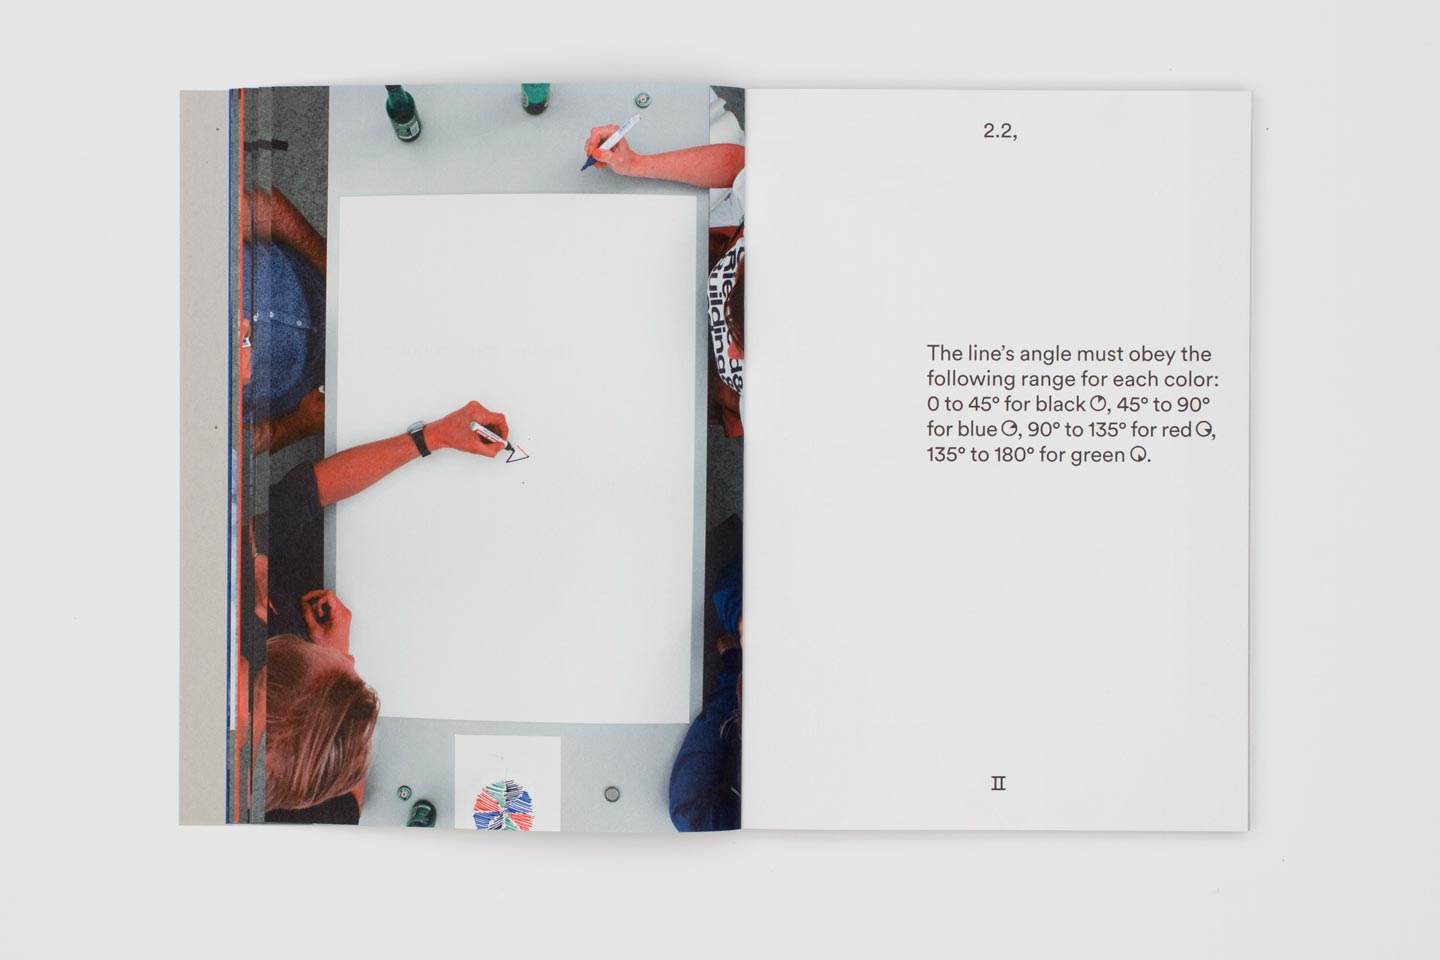 2.2,
The line’s angle must obey the
following range for each color:
0 to 45° for black, 45° to 90°
for blue, 90° to 135° for red,
135° to 180° for green.
II